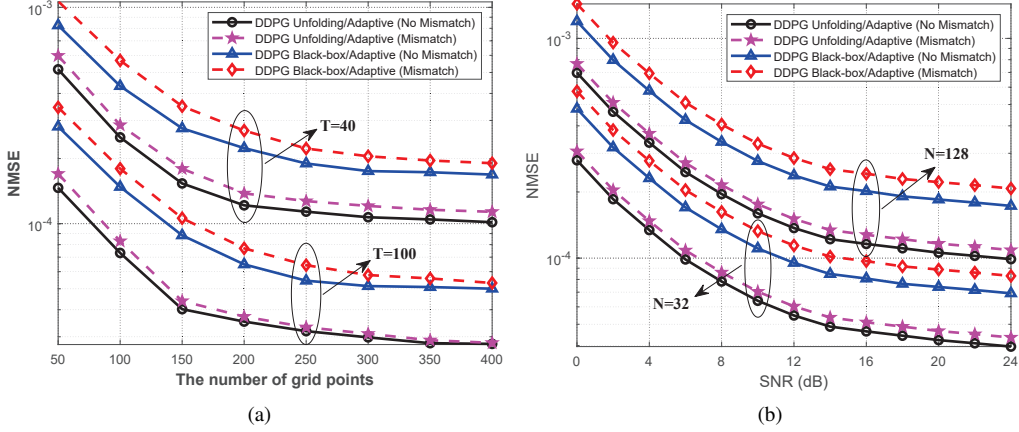 DDPG Unfolding/Adaptive (No Mismatch)
DDPG Unfolding/Adaptive (Mismatch)
DDPG Black-box/Adaptive (No Mismatch)
DDPG Black-box/Adaptive (Mismatch)
10-3
10-4
NMSE
T=40
T=100
50 100 150 200 250 300 350 400
The number of grid points
(a)
DDPG Unfolding/Adaptive (No Mismatch)
DDPG Unfolding/Adaptive (Mismatch)
DDPG Black-box/Adaptive (No Mismatch)
DDPG Black-box/Adaptive (Mismatch)
10-3
10-4
NMSE
N=128
N=32
0 4 8 12 16 20 24
SNR (dB)
(b)